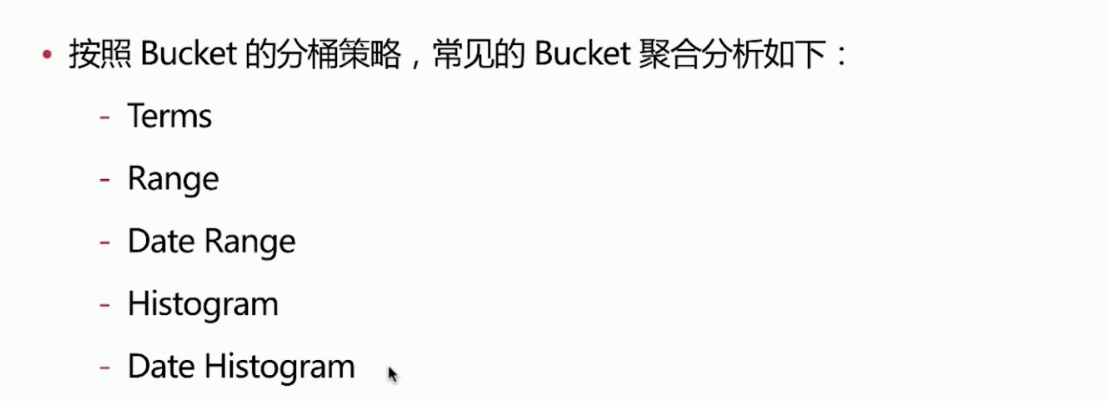 • 按照 Bucket 的分桶策略，常见的 Bucket 聚合分析如下：
- Terms
- Range
- Date Range
- Histogram
- Date Histogram